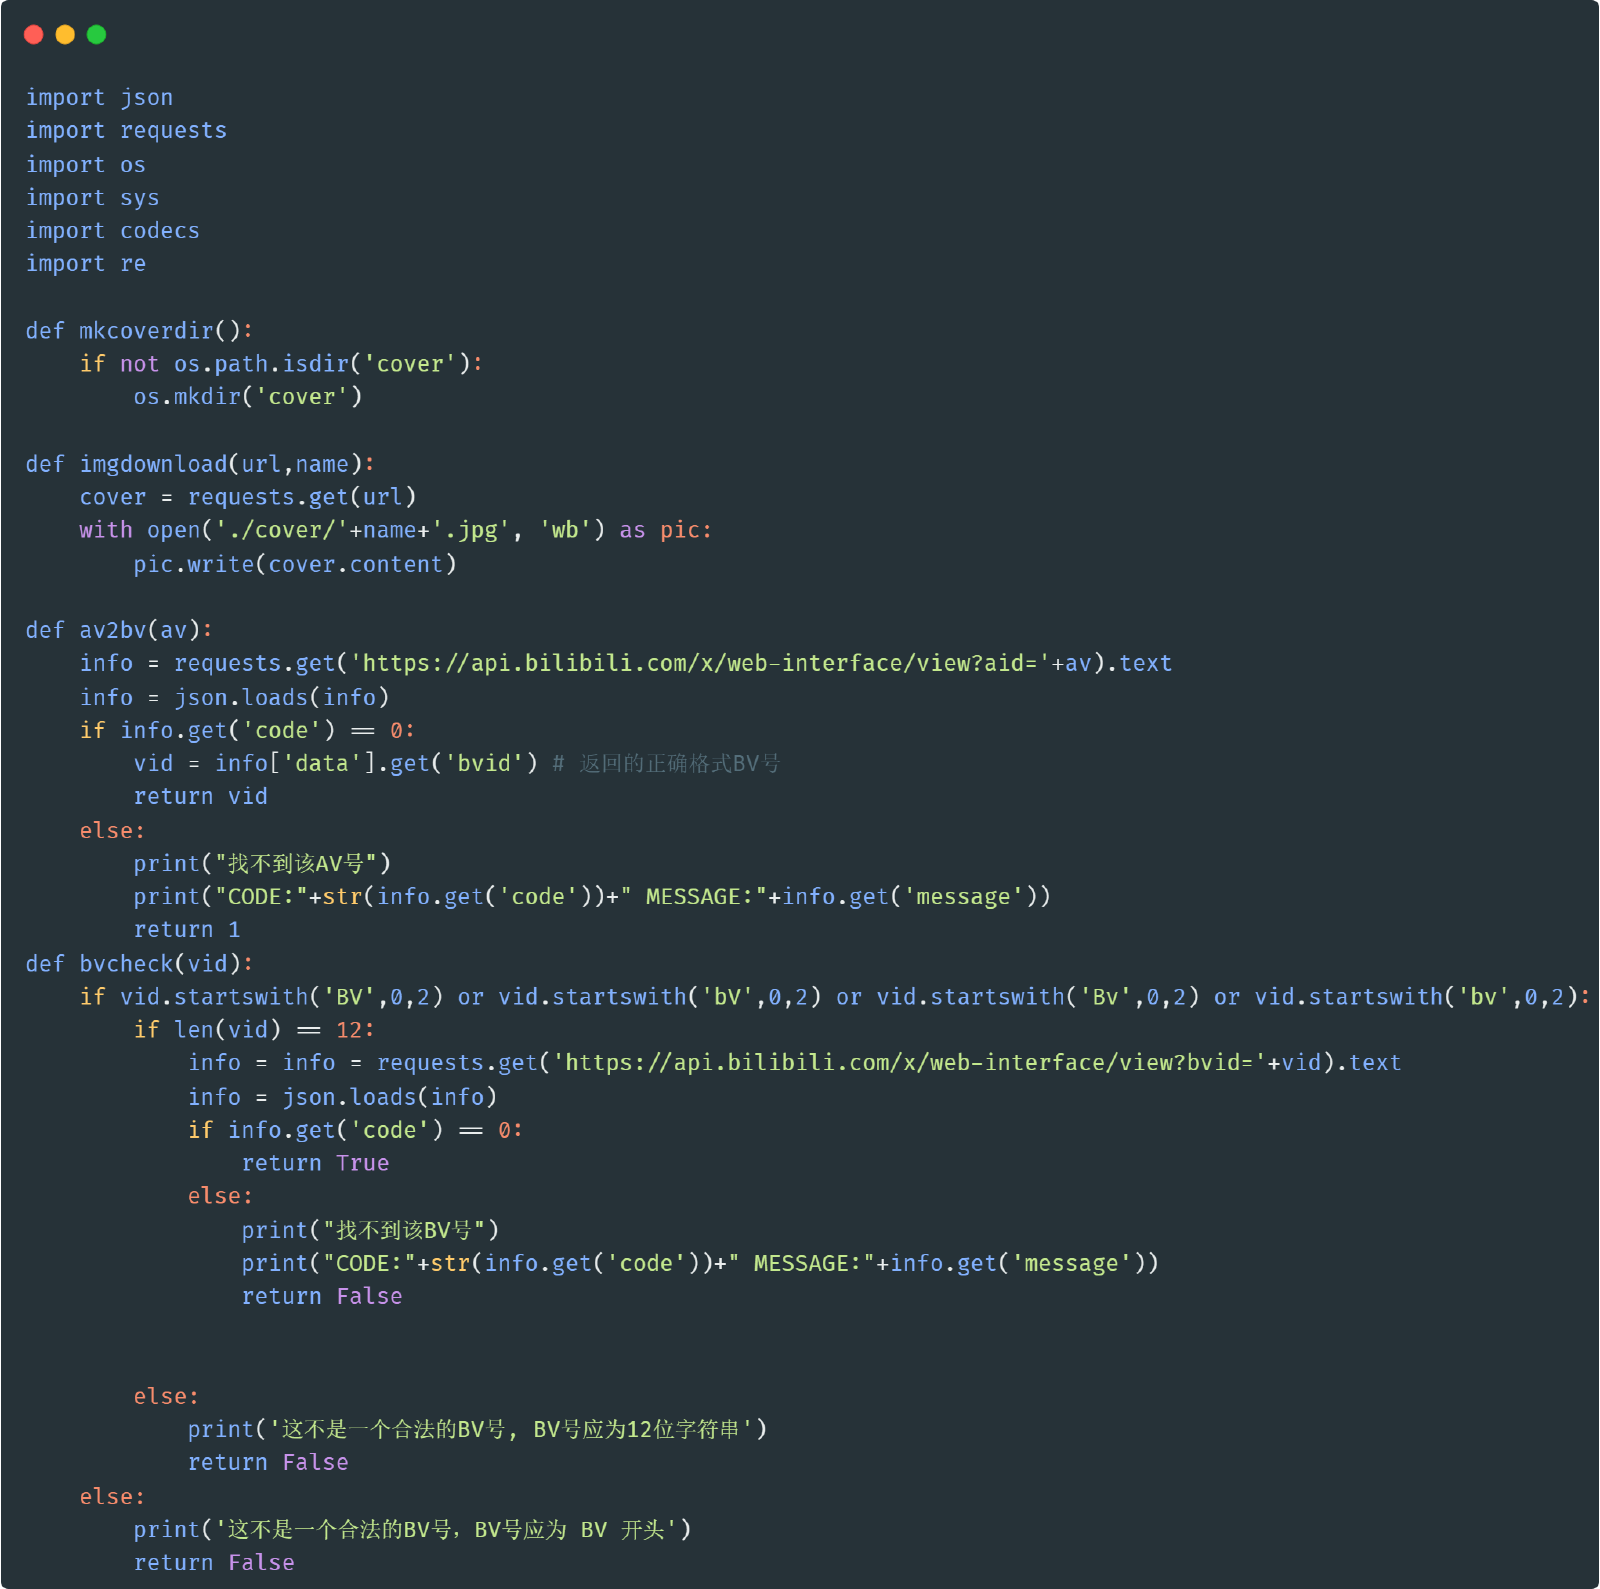 import json
import requests
import os
import sys
import codecs
import re
def mkcoverdir():
    if not os.path.isdir('cover'):
        os.mkdir('cover')
def imgdownload(url,name):
    cover = requests.get(url)
    with open('./cover/'+name+'.jpg', 'wb') as pic:
        pic.write(cover.content)
def av2bv(av):
    info = requests.get('https://api.bilibili.com/x/web-interface/view?aid='+av).text
    info = json.loads(info)
    if info.get('code') == 0:
        vid = info['data'].get('bvid') # 返回的正确格式BV号
        return vid
    else:
        print("找不到该AV号")
        print("CODE:"+str(info.get('code'))+" MESSAGE:"+info.get('message'))
        return 1
def bvcheck(vid):
    if vid.startswith('BV',0,2) or vid.startswith('bV',0,2) or vid.startswith('Bv',0,2) or vid.startswith('bv',0,2):
        if len(vid) == 12:
            info = info = requests.get('https://api.bilibili.com/x/web-interface/view?bvid='+vid).text
            info = json.loads(info)
            if info.get('code') == 0:
                return True
            else:
                print("找不到该BV号")
                print("CODE:"+str(info.get('code'))+" MESSAGE:"+info.get('message'))
                return False
        else:
            print('这不是一个合法的BV号, BV号应为12位字符串')
            return False
    else:
        print('这不是一个合法的BV号，BV号应为 BV 开头')
        return False